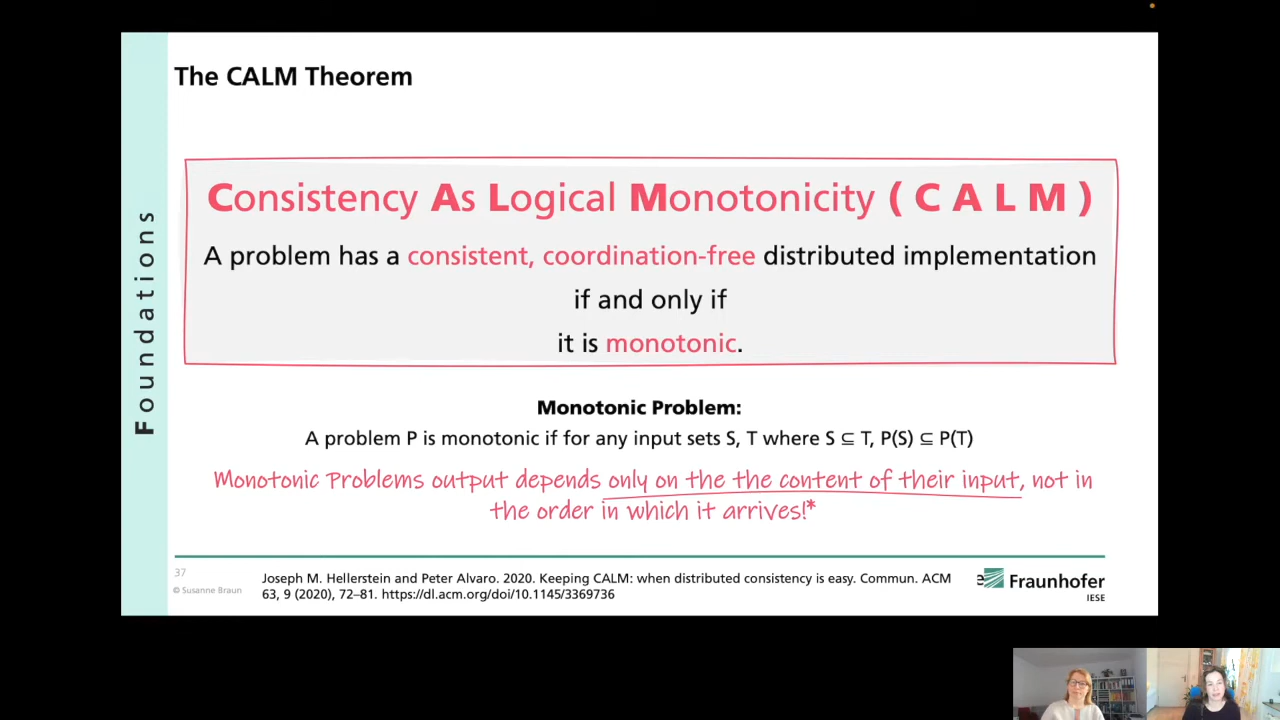 The CALM Theorem
Foundations
Consistency As Logical Monotonicity ( C A L M )
A problem has a consistent, coordination-free distributed implementation
if and only if
it is monotonic.
Monotonic Problem:
A problem P is monotonic if for any input sets S, T where S ⊆ T, P(S) ⊆ P(T)
Monotonic Problems output depends only on the the content of their input, not in
the order in which it arrives!*
37
© Susanne Braun
Joseph M. Hellerstein and Peter Alvaro. 2020. Keeping CALM: when distributed consistency is easy. Commun. ACM
63, 9 (2020), 72–81. https://dl.acm.org/doi/10.1145/3369736
Fraunhofer
IESE